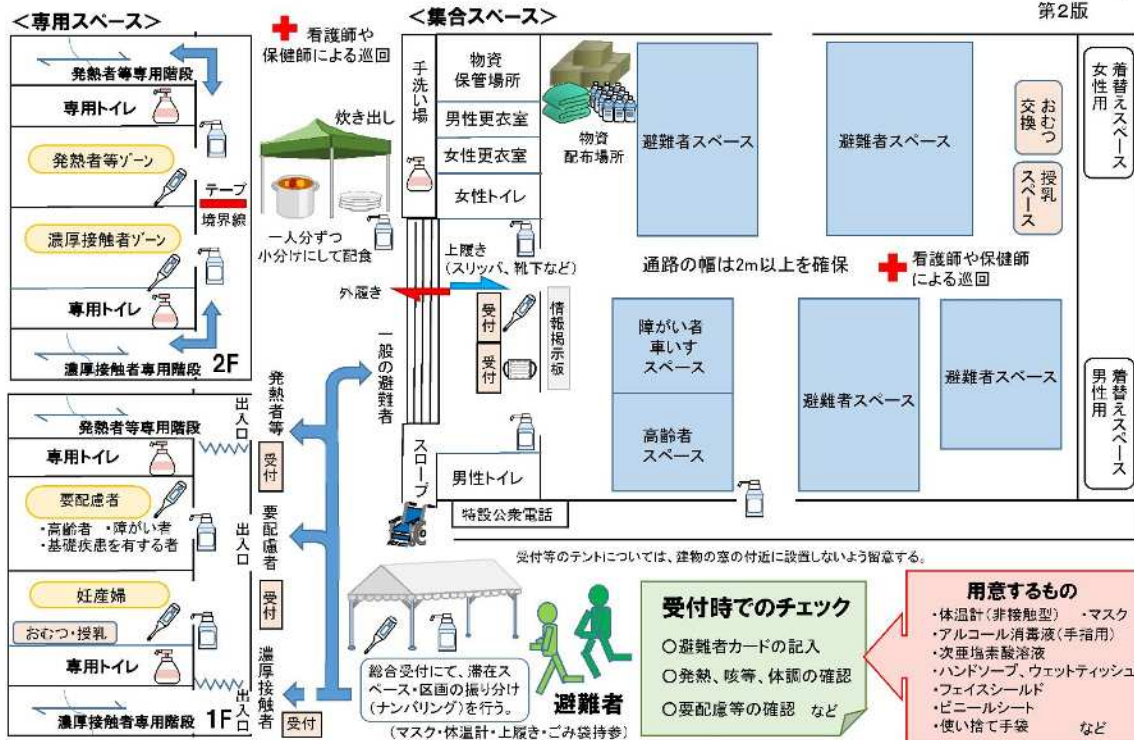 <専用スペース>
発熱者等専用階段
専用トイレ
発熱者等ゾーン
テープ
境界線
濃厚接触者ゾーン
専用トイレ
濃厚接触者専用階段
2F
看護師や
保健師による巡回
炊き出し
一人分ずつ
小分けにして配食
発熱者等専用階段
専用トイレ
要配慮者
・高齢者 ・障がい者
・基礎疾患を有する者
妊産婦
おむつ・授乳
専用トイレ
濃厚接触者専用階段
1F
出入口
発熱者等
受付
出入口
要配慮者
受付
出入口
濃厚接触者
受付
一般の避難者
<集合スペース>
第2版
手洗い場
物資
保管場所
男性更衣室
女性更衣室
女性トイレ
物資
配布場所
避難者スペース
避難者スペース
おむつ
交換
授乳
スペース
着替えスペース
女性用
上履き
(スリッパ、靴下など)
外履き
受付
受付
情報掲示板
通路の幅は2m以上を確保
看護師や保健師
による巡回
障がい者
車いす
スペース
高齢者
スペース
避難者スペース
避難者スペース
着替えスペース
男性用
スロープ
男性トイレ
特設公衆電話
受付等のテントについては、建物の窓の付近に設置しないよう留意する。
総合受付にて、滞在ス
ペース・区画の振り分け
(ナンバリング)を行う。
避難者
(マスク・体温計・上履き・ごみ袋持参)
受付時でのチェック
○避難者カードの記入
○発熱、咳等、体調の確認
○要配慮等の確認 など
用意するもの
・体温計(非接触型) ・マスク
・アルコール消毒液(手指用)
・次亜塩素酸溶液
・ハンドソープ、ウェットティッシュ
・フェイスシールド
・ビニールシート
・使い捨て手袋 など